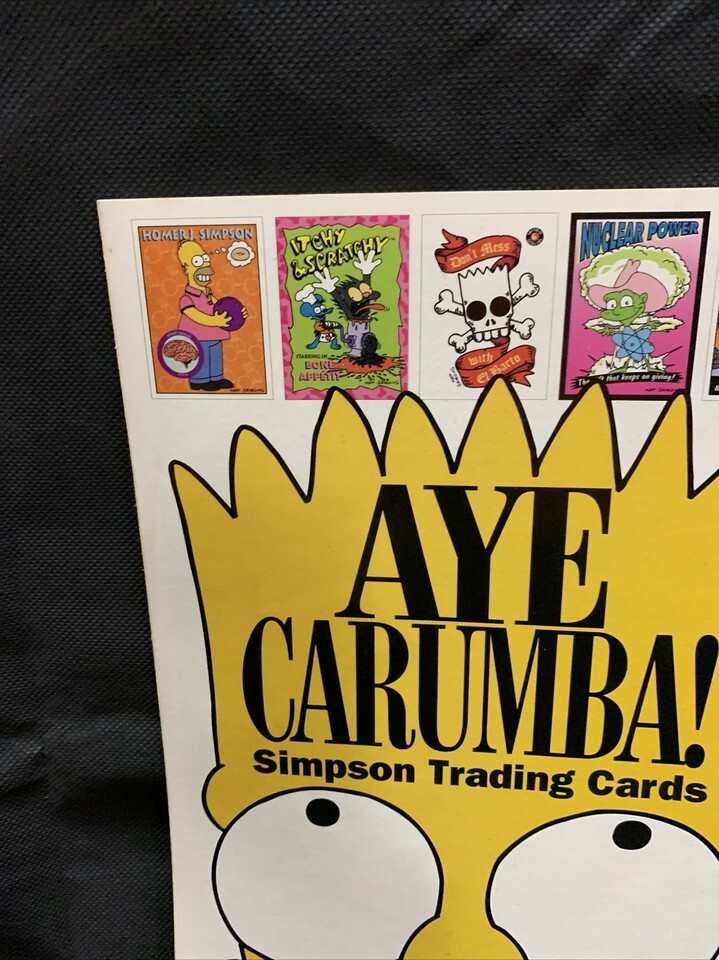 HOMER J. SIMPSON
ITCHY
& SCRATCHY
STARRING IN
BONE
APPETIT
Don't Mess
with
El Barto
NUCLEAR POWER
that keeps on giving!
AYE
CARUMBA!
Simpson Trading Cards